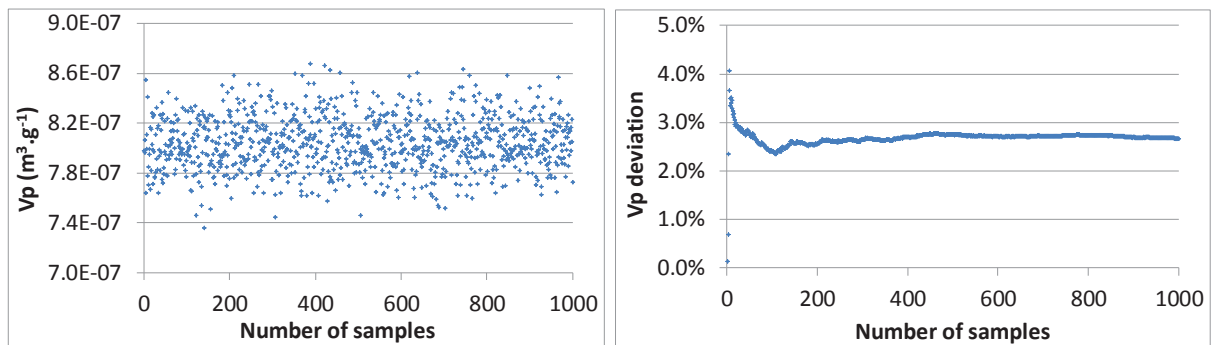 9.0E-07
8.6E-07
8.2E-07
7.8E-07
7.4E-07
7.0E-07
Vp (m³.g⁻¹)
0 200 400 600 800 1000
Number of samples
5.0%
4.0%
3.0%
2.0%
1.0%
0.0%
Vp deviation
0 200 400 600 800 1000
Number of samples